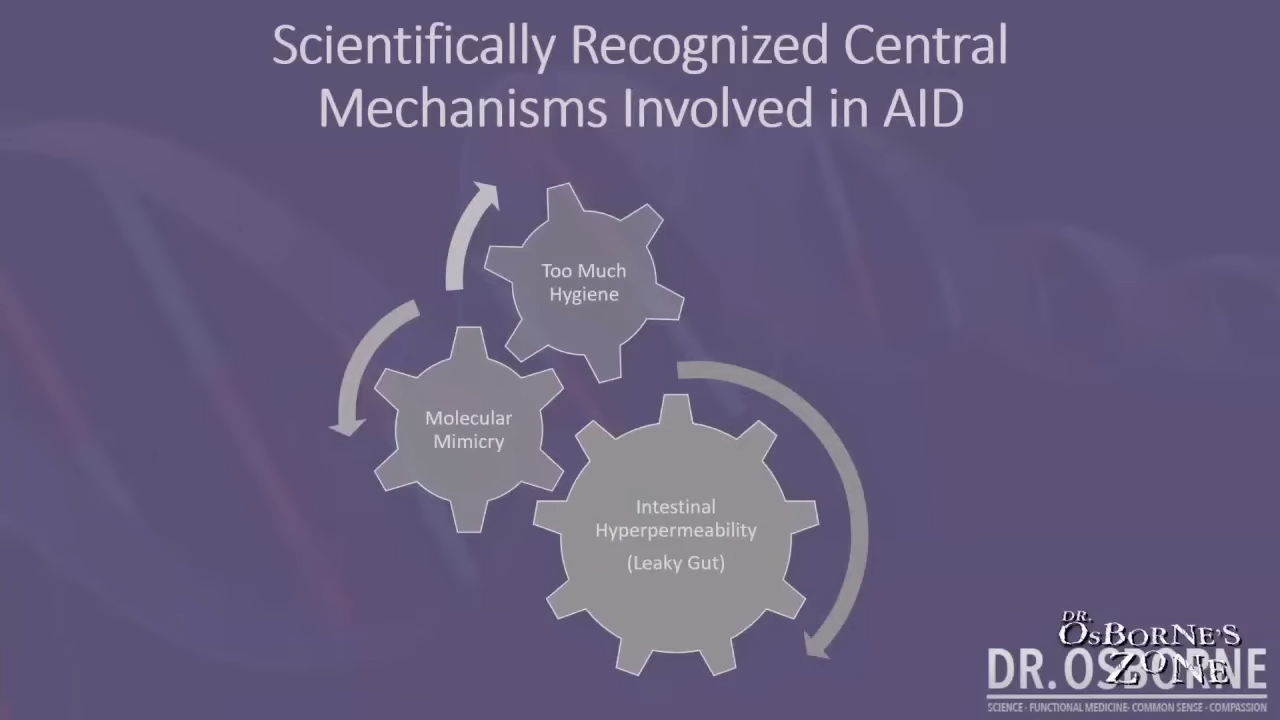 Scientifically Recognized Central
Mechanisms Involved in AID
Too Much
Hygiene
Molecular
Mimicry
Intestinal
Hyperpermeability
(Leaky Gut)
DR.
OSBORNE'S
ZONE
DR. OSBORNE
SCIENCE - FUNCTIONAL MEDICINE- COMMON SENSE - COMPASSION